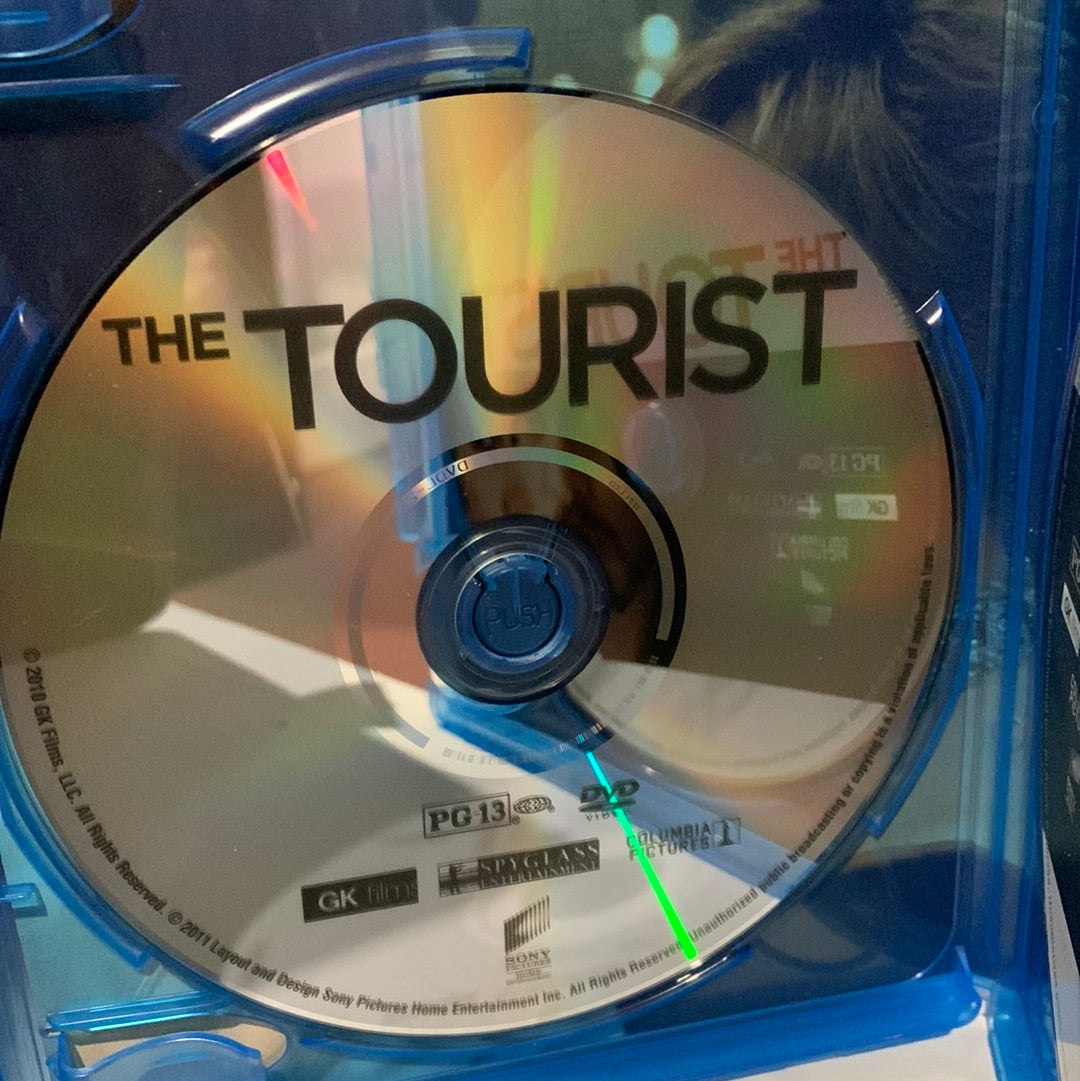 THE TOURIST
DADC
PUSH
PG-13
DVD
VIDEO
COLUMBIA
PICTURES
GK films
SPYGLASS
ENTERTAINMENT
SONY
PICTURES
© 2010 GK Films, LLC. All Rights Reserved. © 2011 Layout and Design Sony Pictures Home Entertainment Inc. All Rights Reserved. Unauthorized public broadcasting or copying is a violation of applicable laws.